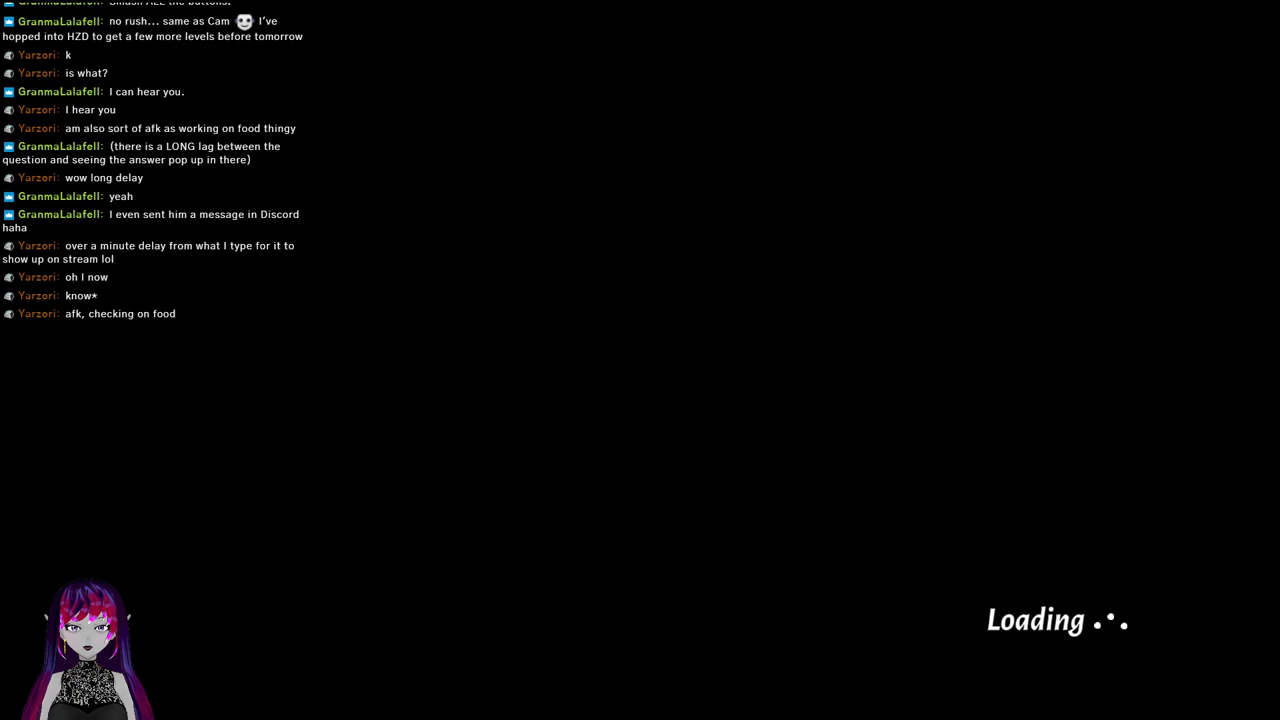 GranmaLalafell: Smash ALL the buttons.
GranmaLalafell: no rush... same as Cam I've
hopped into HZD to get a few more levels before tomorrow
Yarzori: k
Yarzori: is what?
GranmaLalafell: I can hear you.
Yarzori: I hear you
Yarzori: am also sort of afk as working on food thingy
GranmaLalafell: (there is a LONG lag between the
question and seeing the answer pop up in there)
Yarzori: wow long delay
GranmaLalafell: yeah
GranmaLalafell: I even sent him a message in Discord
haha
Yarzori: over a minute delay from what I type for it to
show up on stream lol
Yarzori: oh I now
Yarzori: know*
Yarzori: afk, checking on food
Loading